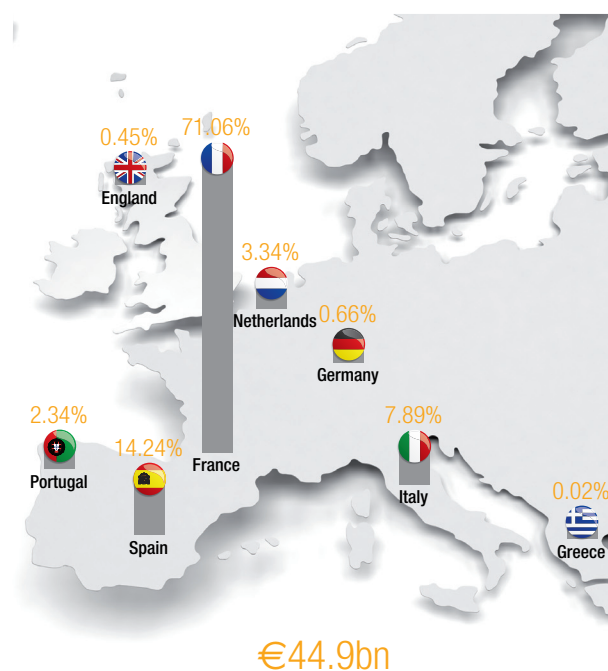 0.45%
England
71.06%
France
3.34%
Netherlands
0.66%
Germany
2.34%
Portugal
14.24%
Spain
7.89%
Italy
0.02%
Greece
€44.9bn